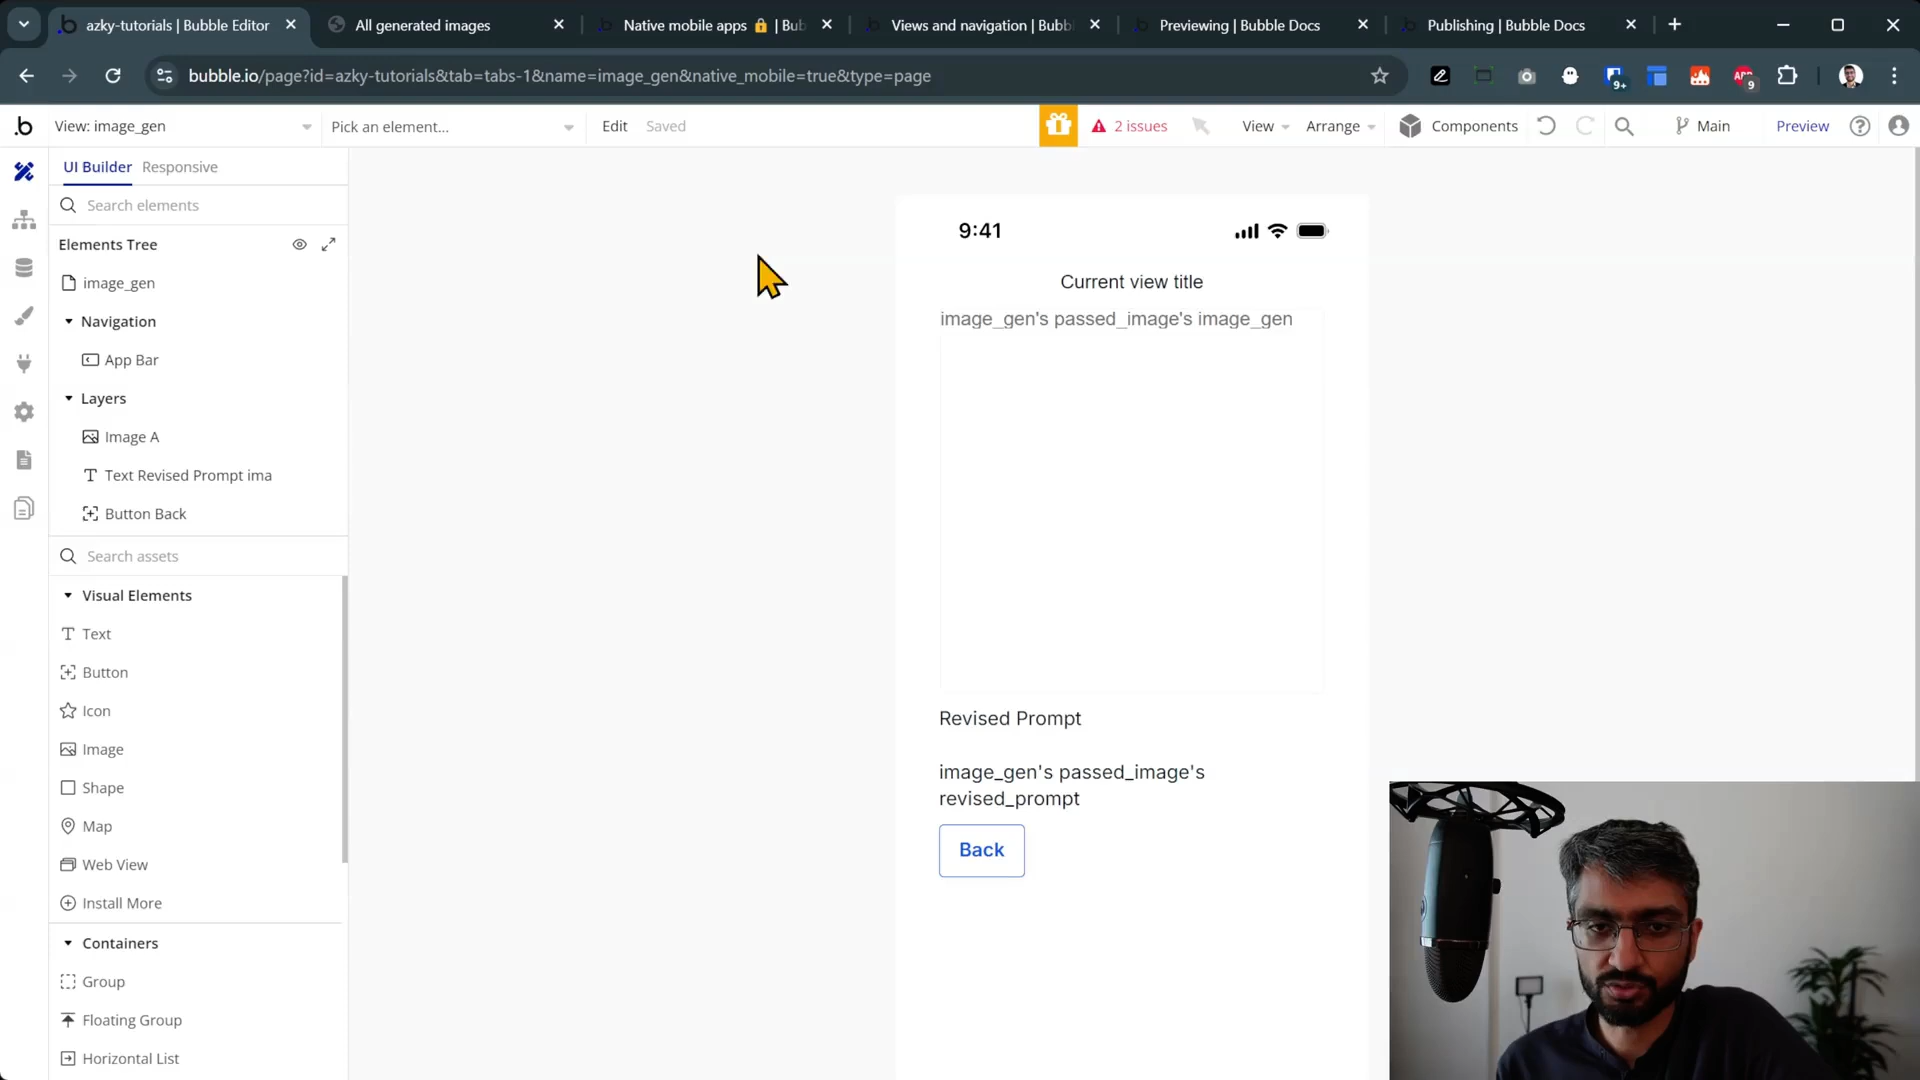 azky-tutorials | Bubble Editor
All generated images
Native mobile apps 🔒 | Bub
Views and navigation | Bubbl
Previewing | Bubble Docs
Publishing | Bubble Docs
bubble.io/page?id=azky-tutorials&tab=tabs-1&name=image_gen&native_mobile=true&type=page
9+
ABP
9
.b
View: image_gen
Pick an element...
Edit
Saved
2 issues
View
Arrange
Components
Main
Preview
UI Builder
Responsive
Search elements
Elements Tree
image_gen
Navigation
App Bar
Layers
Image A
Text Revised Prompt ima
Button Back
Search assets
Visual Elements
Text
Button
Icon
Image
Shape
Map
Web View
Install More
Containers
Group
Floating Group
Horizontal List
9:41
Current view title
image_gen's passed_image's image_gen
Revised Prompt
image_gen's passed_image's
revised_prompt
Back